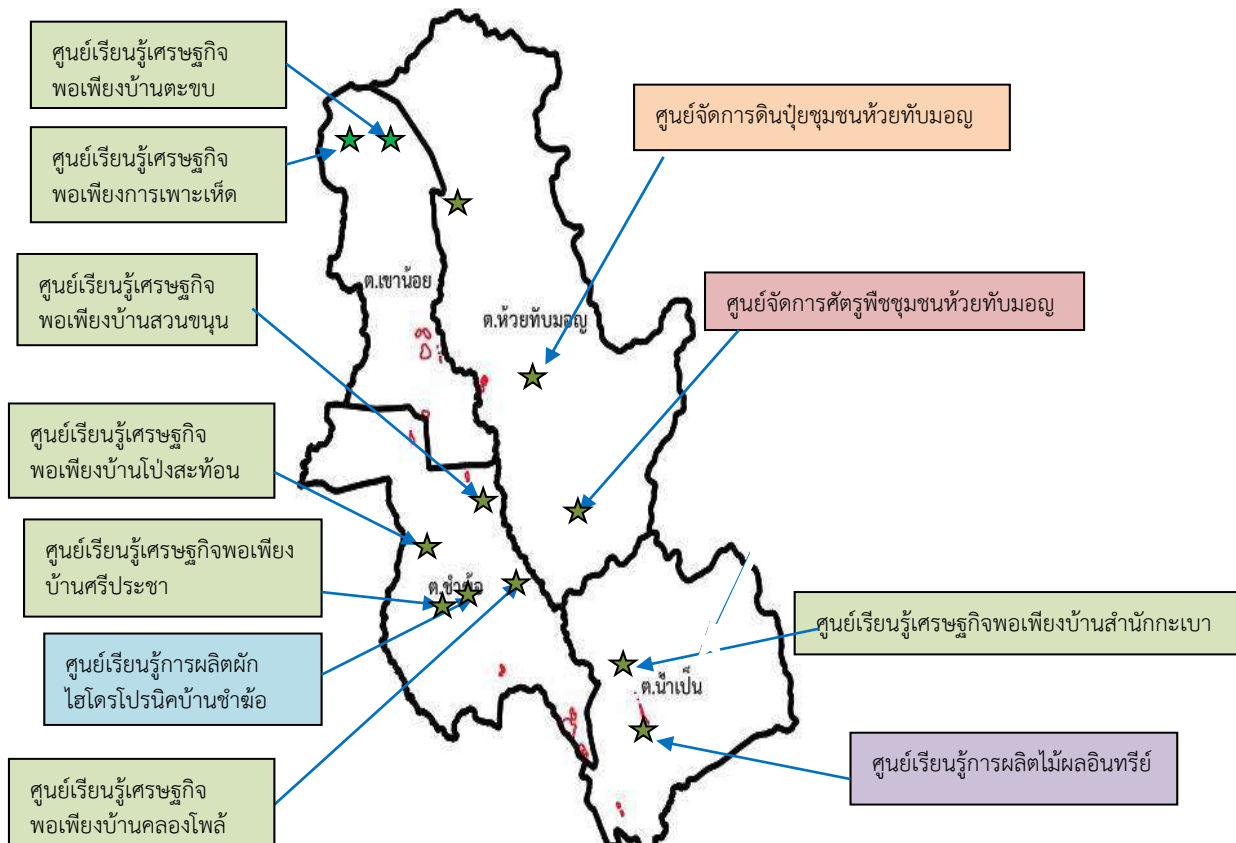 ศูนย์เรียนรู้เศรษฐกิจ
พอเพียงบ้านตะขบ
ศูนย์เรียนรู้เศรษฐกิจ
พอเพียงการเพาะเห็ด
ศูนย์เรียนรู้เศรษฐกิจ
พอเพียงบ้านสวนขนุน
ศูนย์เรียนรู้เศรษฐกิจ
พอเพียงบ้านโป่งสะท้อน
ศูนย์เรียนรู้เศรษฐกิจพอเพียง
บ้านศรีประชา
ศูนย์เรียนรู้การผลิตผัก
ไฮโดรโปรนิคบ้านชำฆ้อ
ศูนย์เรียนรู้เศรษฐกิจ
พอเพียงบ้านคลองโพล้
ต.เขาน้อย
ต.ห้วยทับมอญ
ต.ชำฆ้อ
ต.น้ำเป็น
ศูนย์จัดการดินปุ๋ยชุมชนห้วยทับมอญ
ศูนย์จัดการศัตรูพืชชุมชนห้วยทับมอญ
ศูนย์เรียนรู้เศรษฐกิจพอเพียงบ้านสำนักกะเบา
ศูนย์เรียนรู้การผลิตไม้ผลอินทรีย์